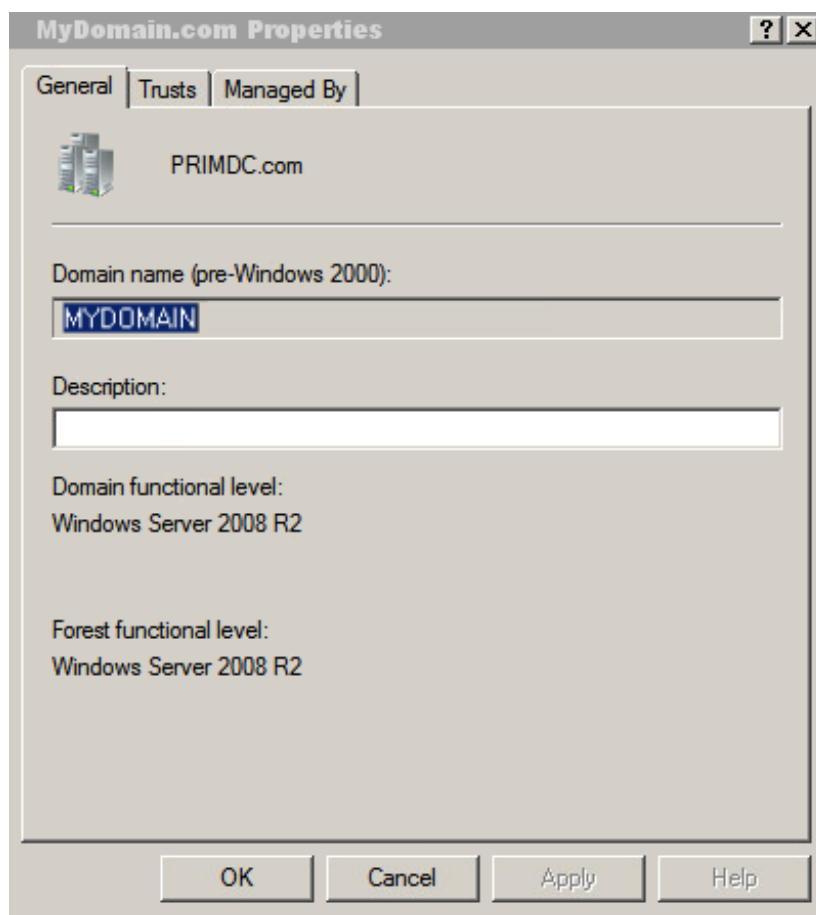 MyDomain.com Properties
General Trusts Managed By
PRIMDC.com
Domain name (pre-Windows 2000):
MYDOMAIN
Description:
Domain functional level:
Windows Server 2008 R2
Forest functional level:
Windows Server 2008 R2
OK Cancel Apply Help